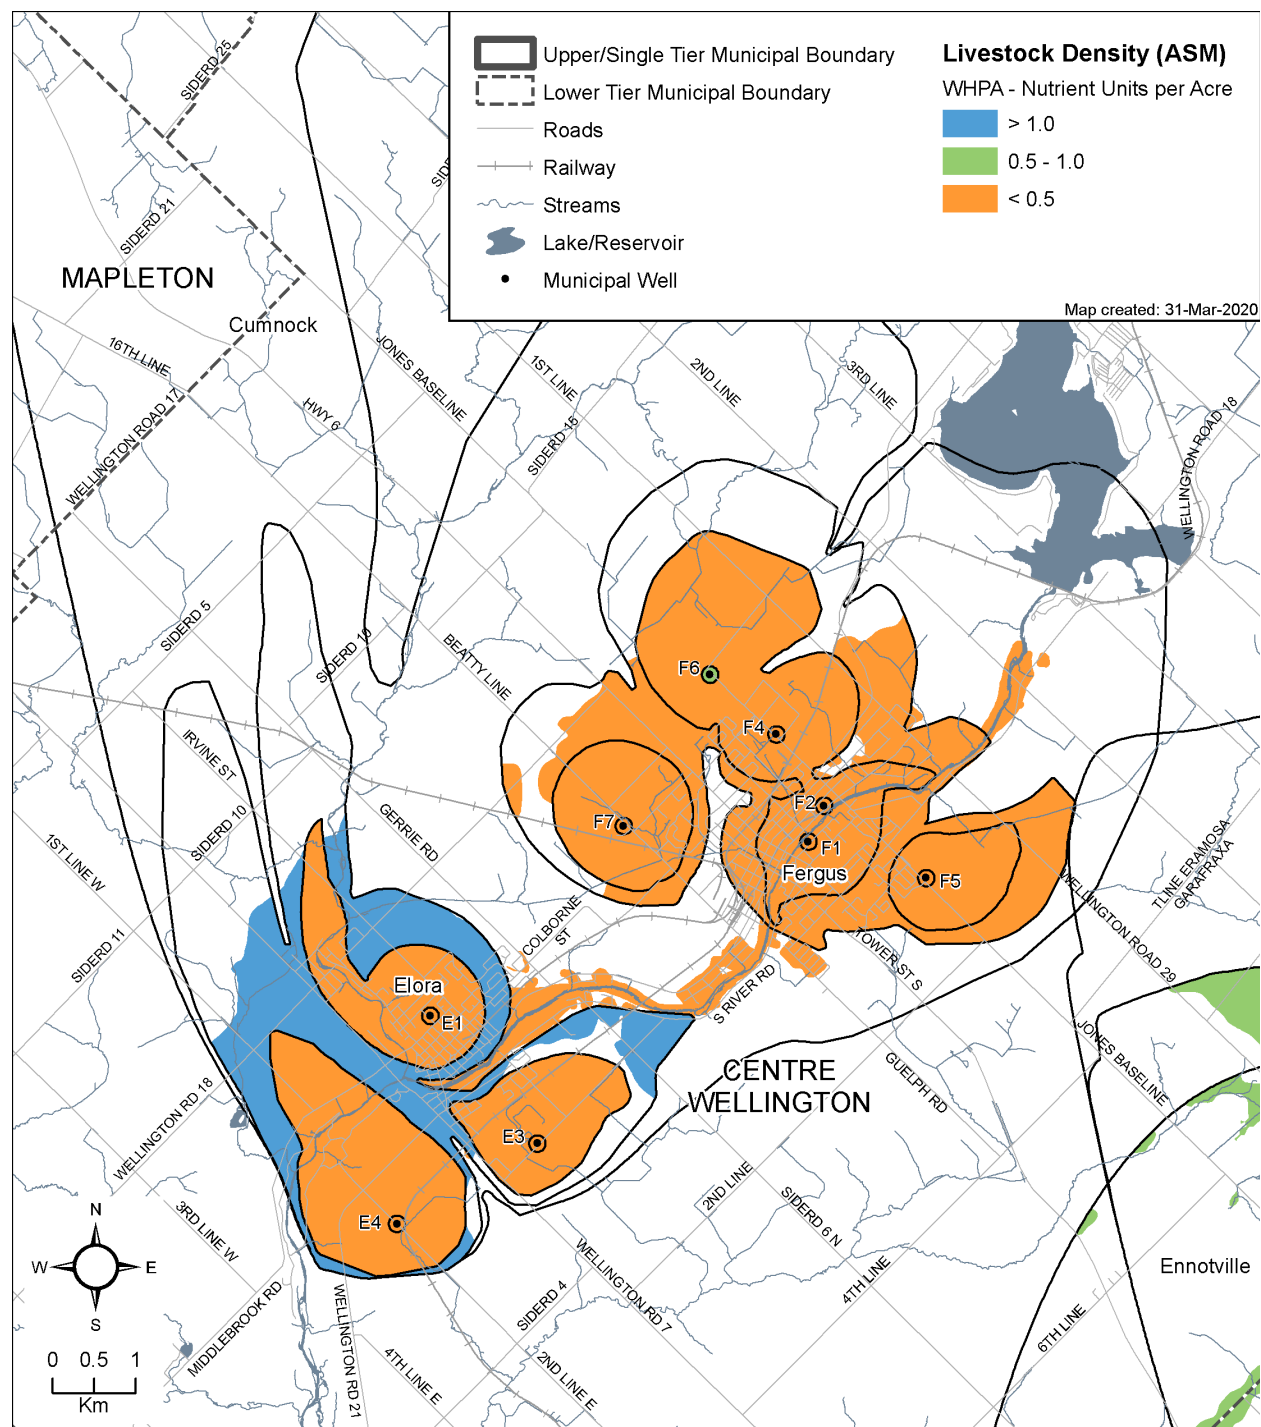 Upper/Single Tier Municipal Boundary
Lower Tier Municipal Boundary
Roads
Railway
Streams
Lake/Reservoir
Municipal Well
Livestock Density (ASM)
WHPA - Nutrient Units per Acre
> 1.0
0.5 - 1.0
< 0.5
Map created: 31-Mar-2020
SIDERD 25
SIDERD 21
MAPLETON
Cumnock
16TH LINE
WELLINGTON ROAD 17
HWY 6
JONES BASELINE
1ST LINE
2ND LINE
3RD LINE
SIDERD 15
WELLINGTON ROAD 18
SIDERD 5
SIDERD 10
BEATTY LINE
F6
F4
IRVINE ST
F2
F7
F1
Fergus
F5
GERRIE RD
SIDERD 10
1ST LINE W
SIDERD 11
COLBORNE
ST
TLINE ERAMOSA
GARAFRAXA
WELLINGTON ROAD 29
TOWER ST S
S RIVER RD
Elora
E1
JONES BASELINE
GUELPH RD
CENTRE
WELLINGTON
WELLINGTON RD 18
E3
2ND LINE
SIDERD 6 N
3RD LINE W
E4
N
W
E
S
WELLINGTON RD 7
4TH LINE
Ennotville
SIDERD 4
MIDDLEBROOK RD
WELLINGTON RD 21
6TH LINE
4TH LINE E
2ND LINE E
0 0.5 1
Km